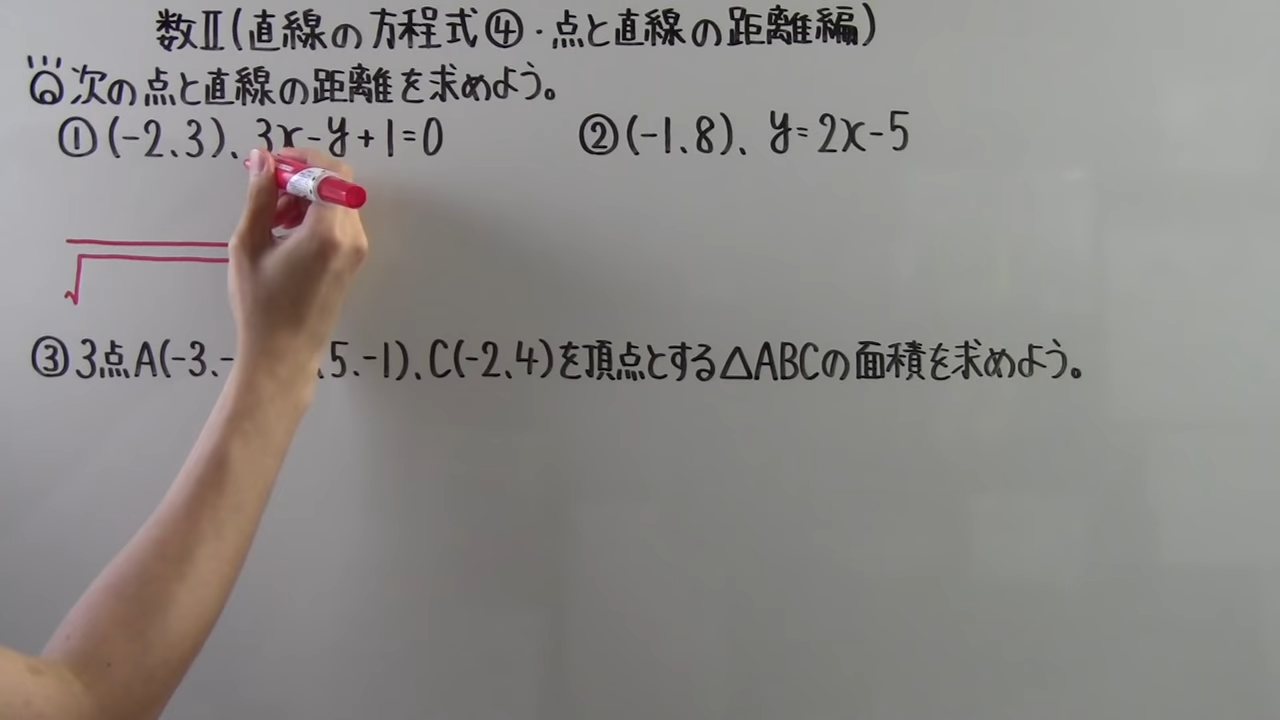 数Ⅱ(直線の方程式④・点と直線の距離編)
Q次の点と直線の距離を求めよう。
①(-2、3)、3x-y+1=0 ②(-1、8)、y=2x-5
√
③3点A(-3、- 5、-1)、C(-2、4)を頂点とする△ABCの面積を求めよう。